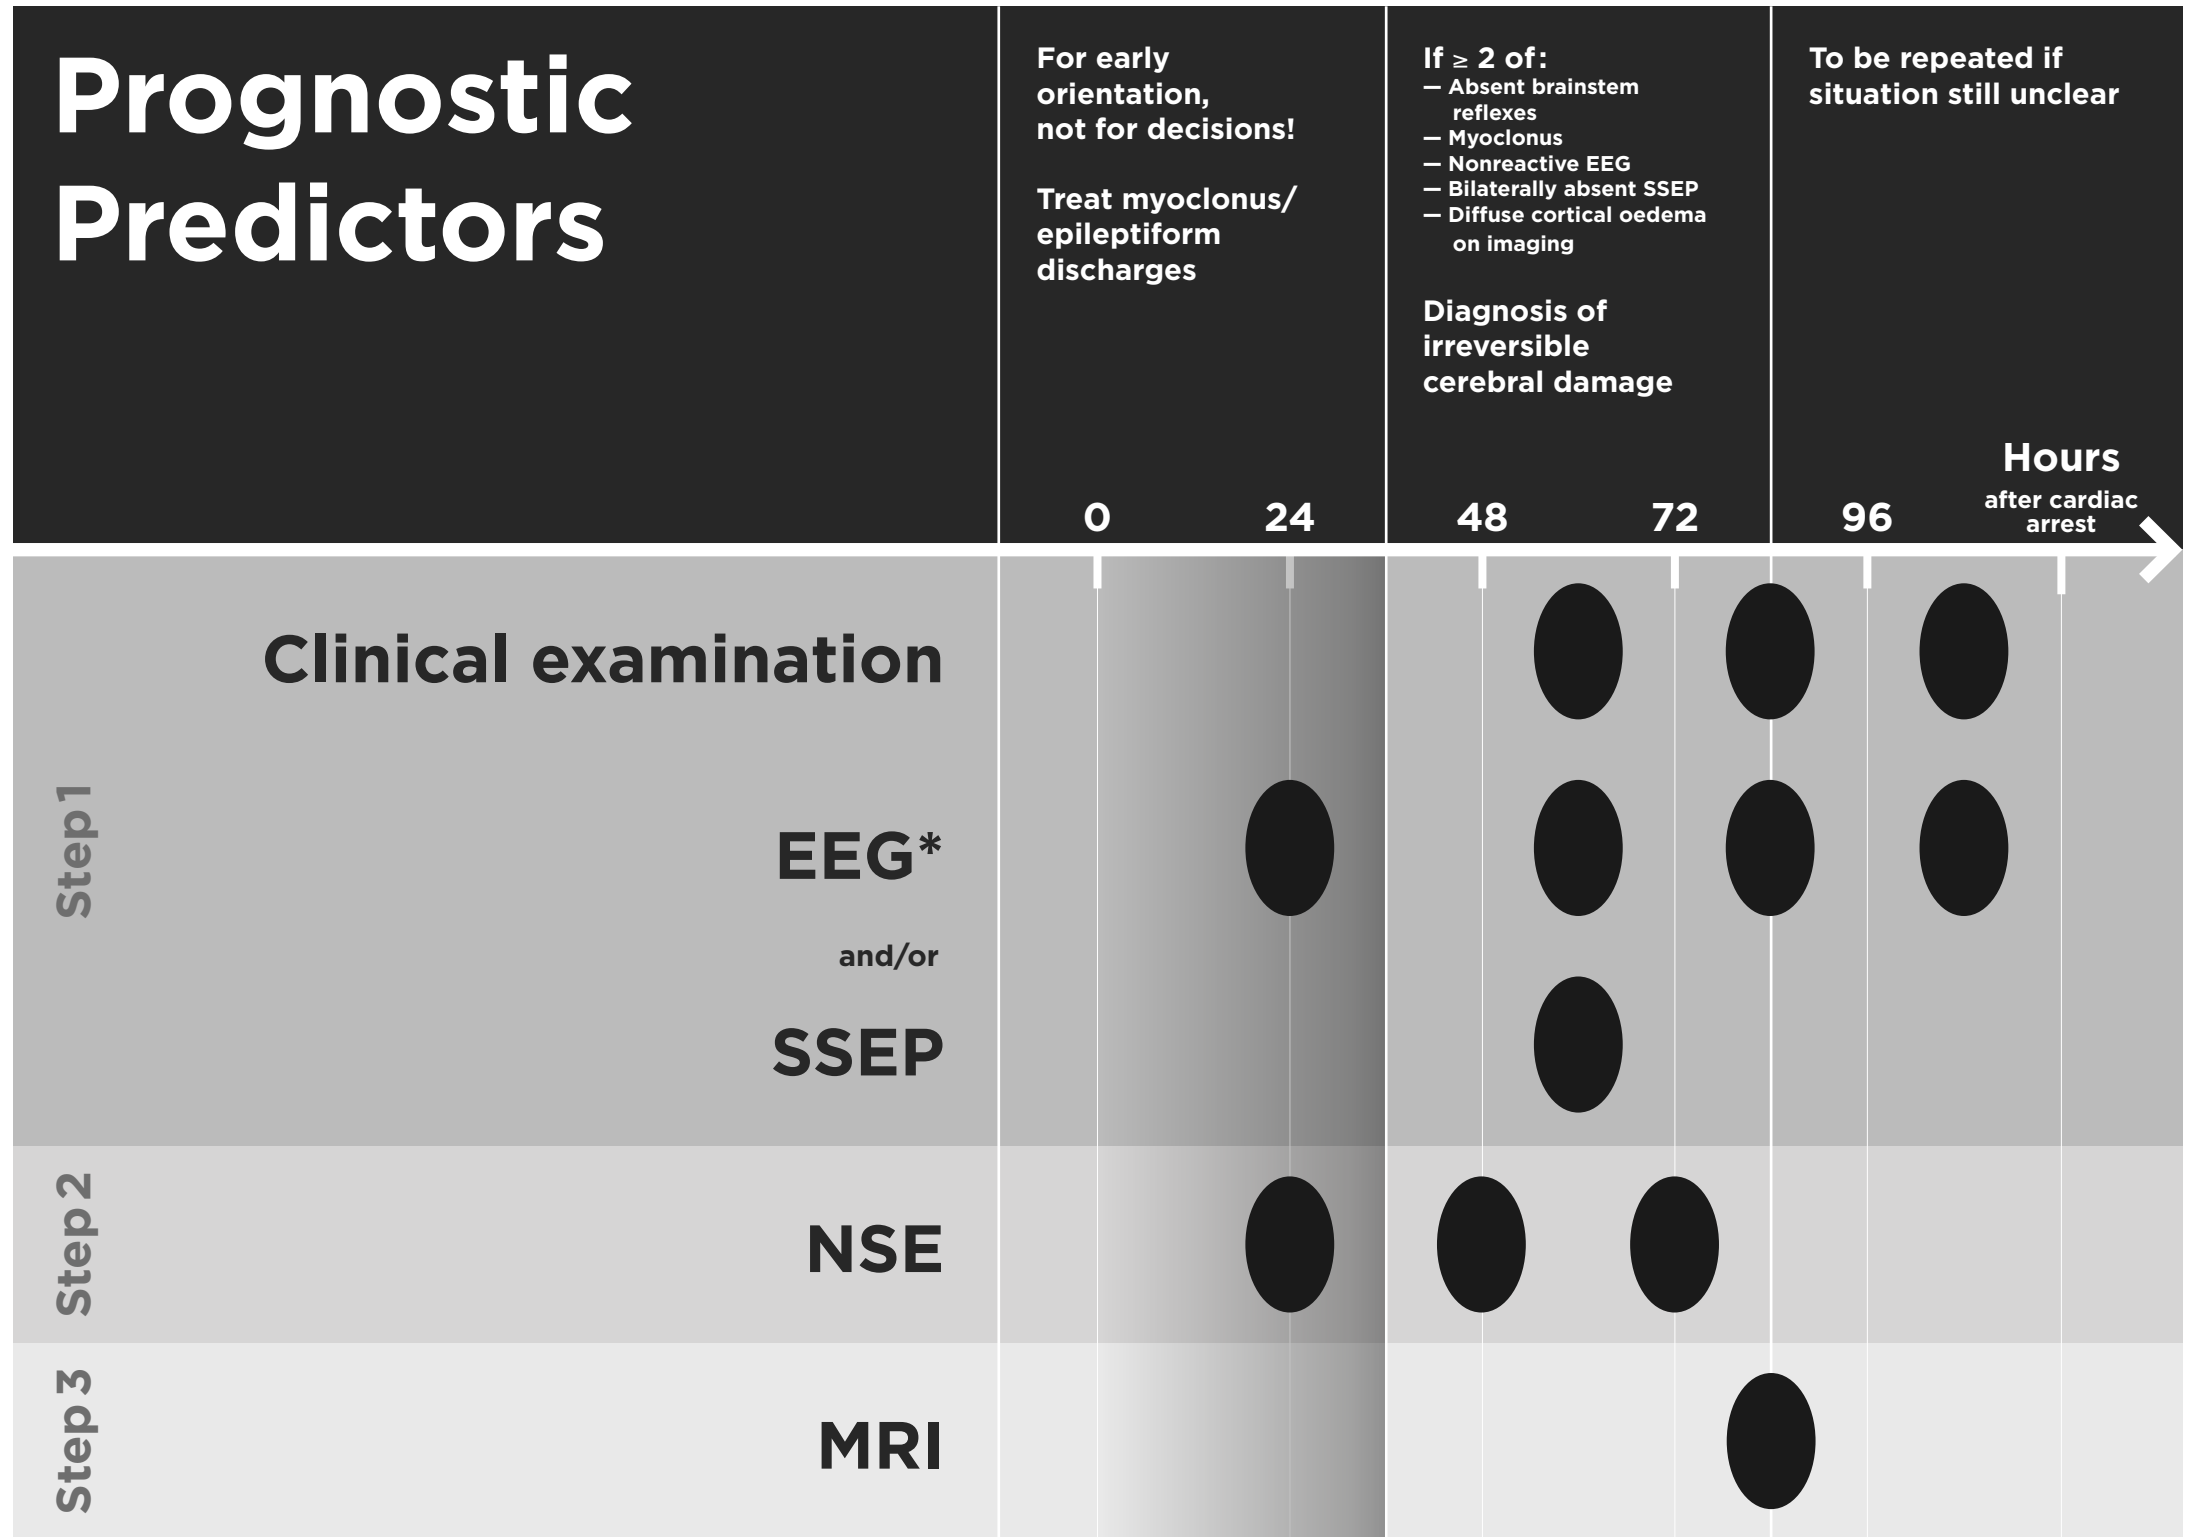 Prognostic
Predictors
For early
orientation,
not for decisions!
Treat myoclonus/
epileptiform
discharges
If ≥ 2 of:
— Absent brainstem
reflexes
— Myoclonus
— Nonreactive EEG
— Bilaterally absent SSEP
— Diffuse cortical oedema
on imaging
Diagnosis of
irreversible
cerebral damage
To be repeated if
situation still unclear
Hours
after cardiac
arrest
0 24 48 72 96
Step 1
Clinical examination
EEG*
and/or
SSEP
Step 2
NSE
Step 3
MRI